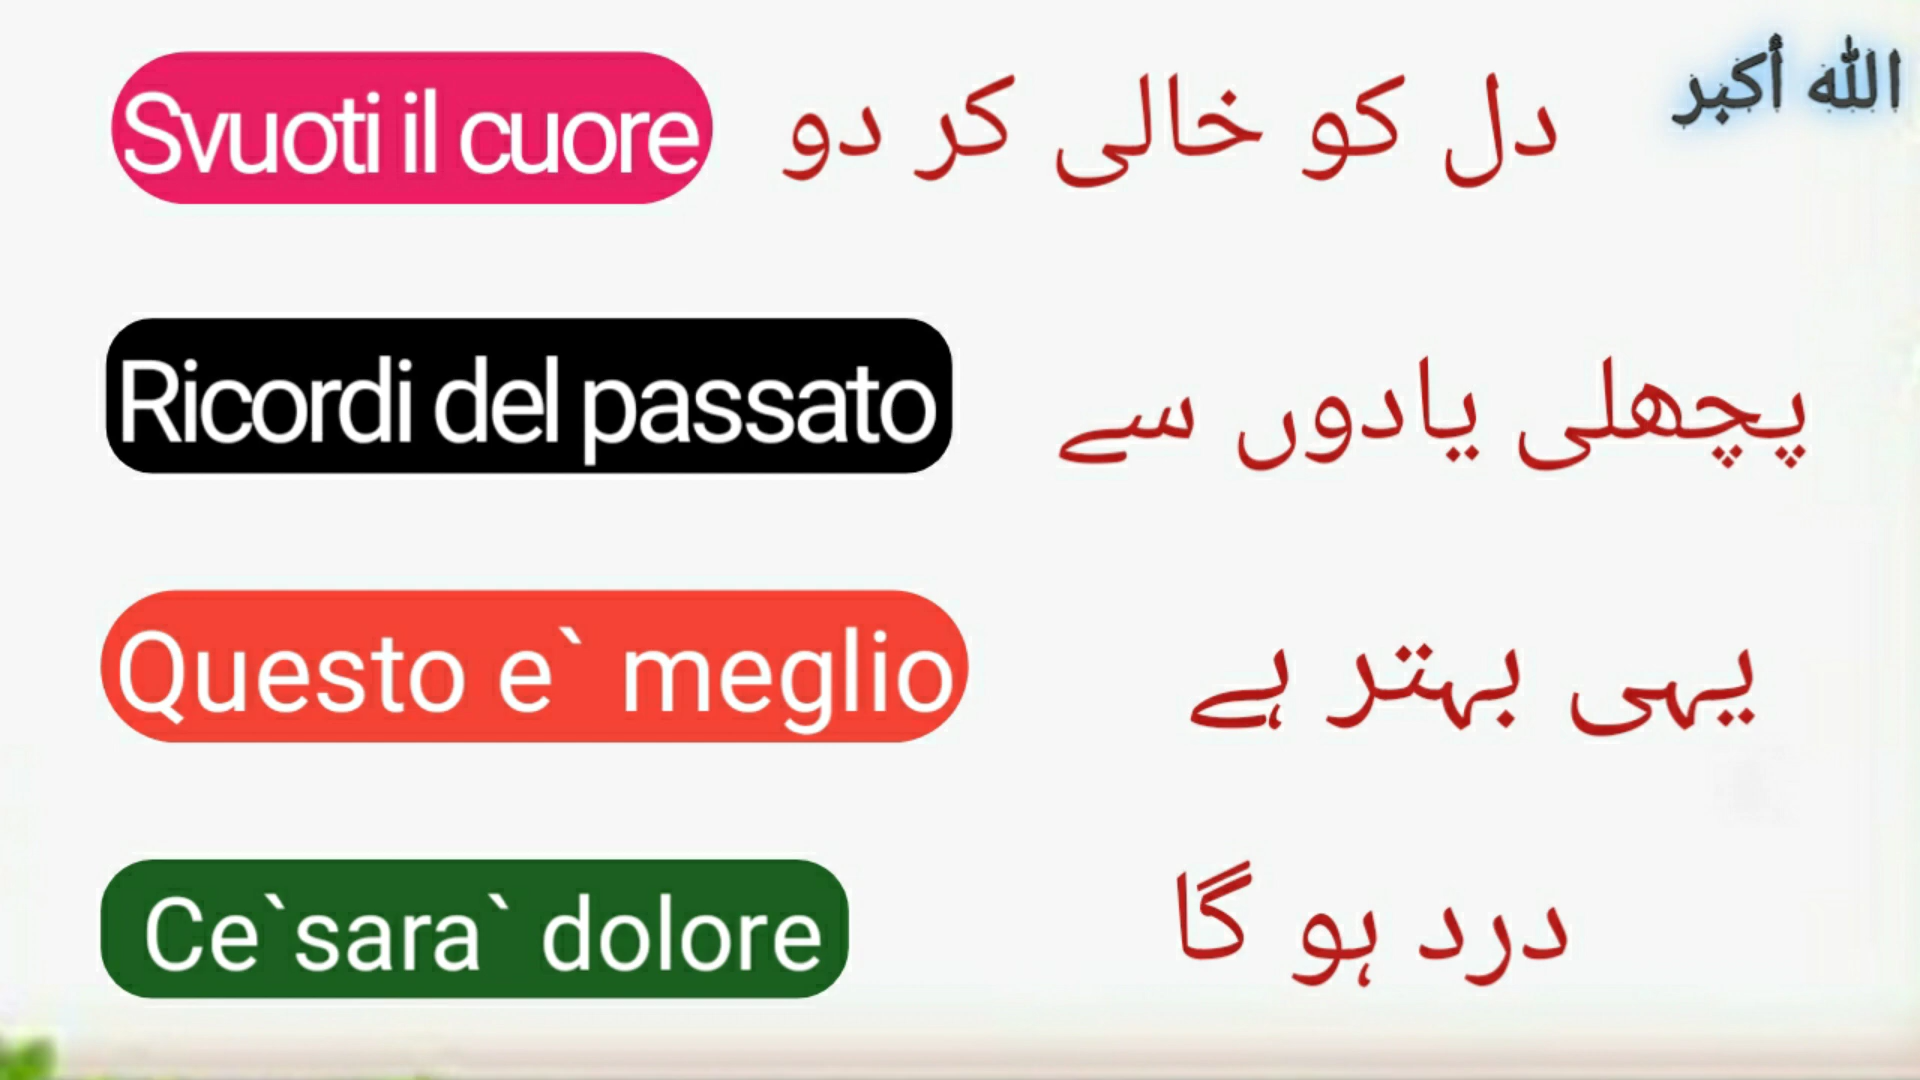 Svuoti il cuore دل کو خالی کر دو
الله أكبر
Ricordi del passato پچھلی یادوں سے
Questo e` meglio یہی بہتر ہے
Ce`sara` dolore درد ہو گا